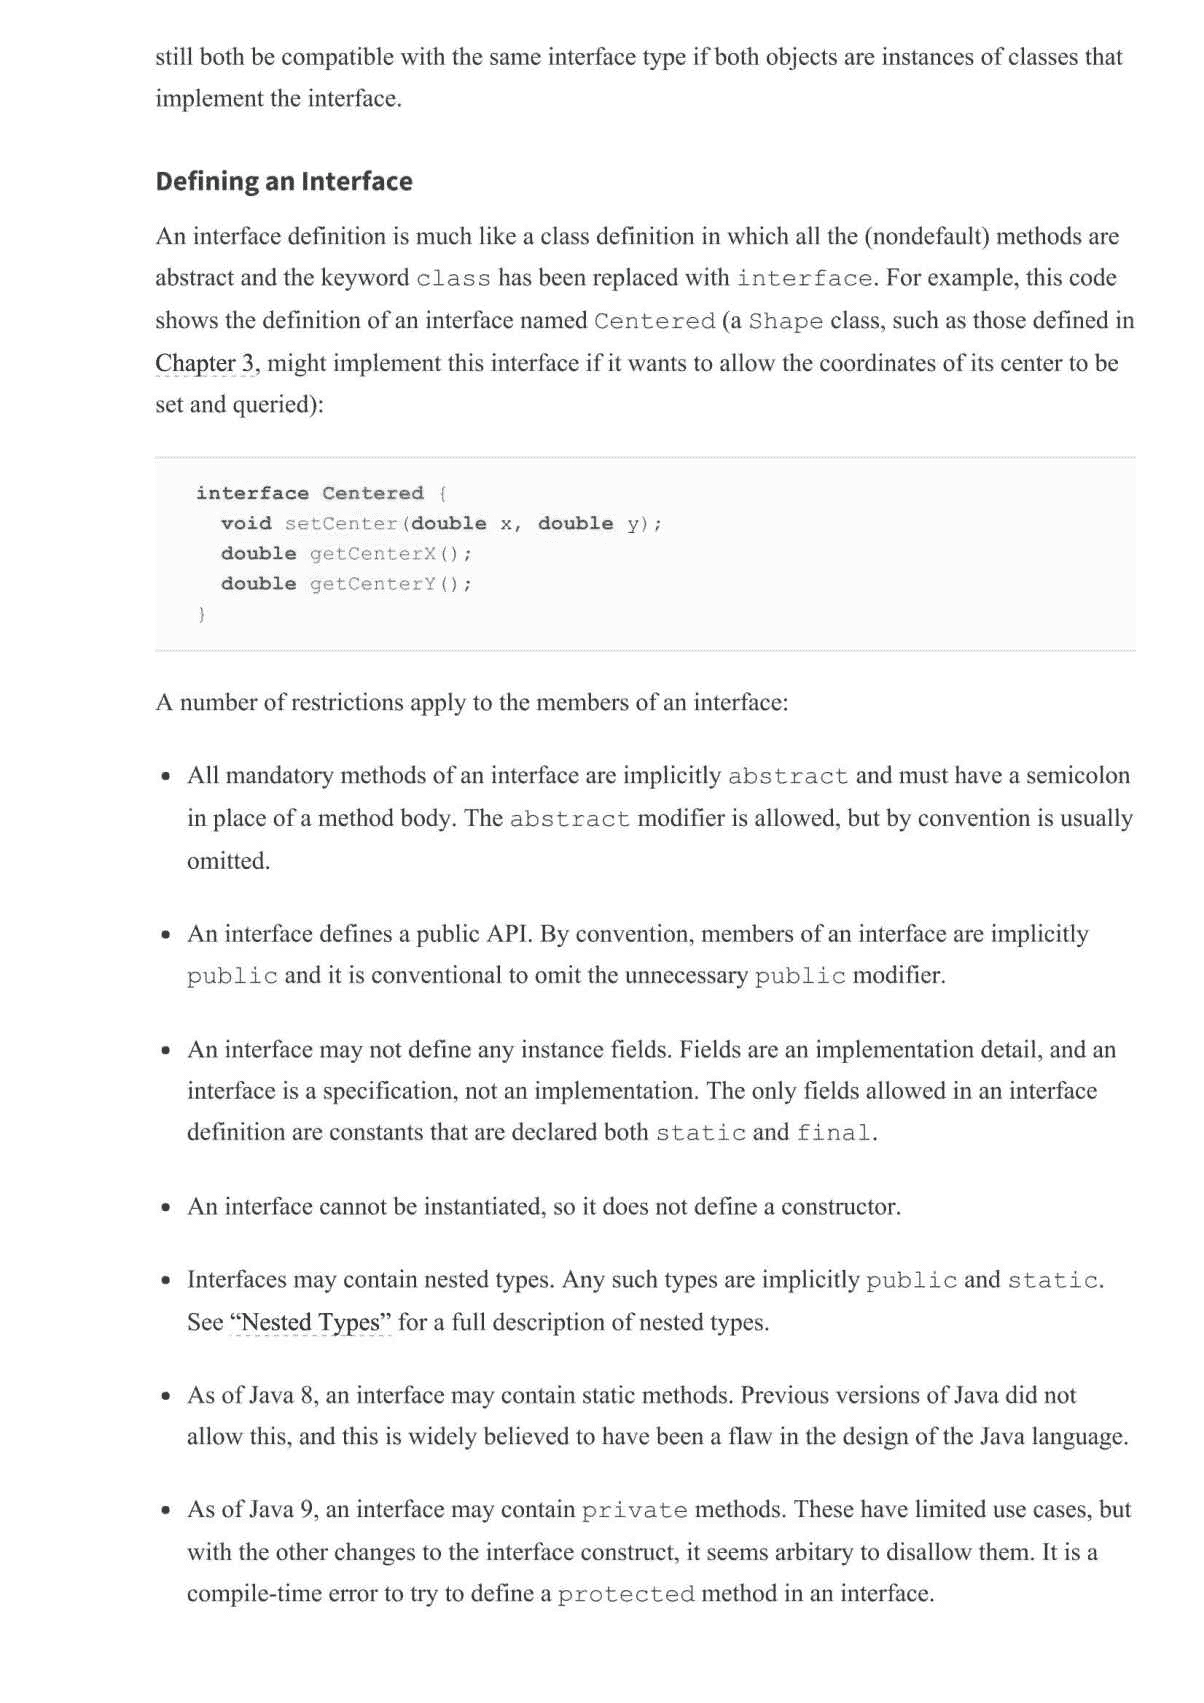 still both be compatible with the same interface type if both objects are instances of classes that
implement the interface.
Defining an Interface
An interface definition is much like a class definition in which all the (nondefault) methods are
abstract and the keyword class has been replaced with interface. For example, this code
shows the definition of an interface named Centered (a Shape class, such as those defined in
Chapter 3, might implement this interface if it wants to allow the coordinates of its center to be
set and queried):
interface Centered {
  void setCenter(double x, double y);
  double getCenterX();
  double getCenterY();
}
A number of restrictions apply to the members of an interface:
• All mandatory methods of an interface are implicitly abstract and must have a semicolon
in place of a method body. The abstract modifier is allowed, but by convention is usually
omitted.
• An interface defines a public API. By convention, members of an interface are implicitly
public and it is conventional to omit the unnecessary public modifier.
• An interface may not define any instance fields. Fields are an implementation detail, and an
interface is a specification, not an implementation. The only fields allowed in an interface
definition are constants that are declared both static and final.
• An interface cannot be instantiated, so it does not define a constructor.
• Interfaces may contain nested types. Any such types are implicitly public and static.
See “Nested Types” for a full description of nested types.
• As of Java 8, an interface may contain static methods. Previous versions of Java did not
allow this, and this is widely believed to have been a flaw in the design of the Java language.
• As of Java 9, an interface may contain private methods. These have limited use cases, but
with the other changes to the interface construct, it seems arbitary to disallow them. It is a
compile-time error to try to define a protected method in an interface.